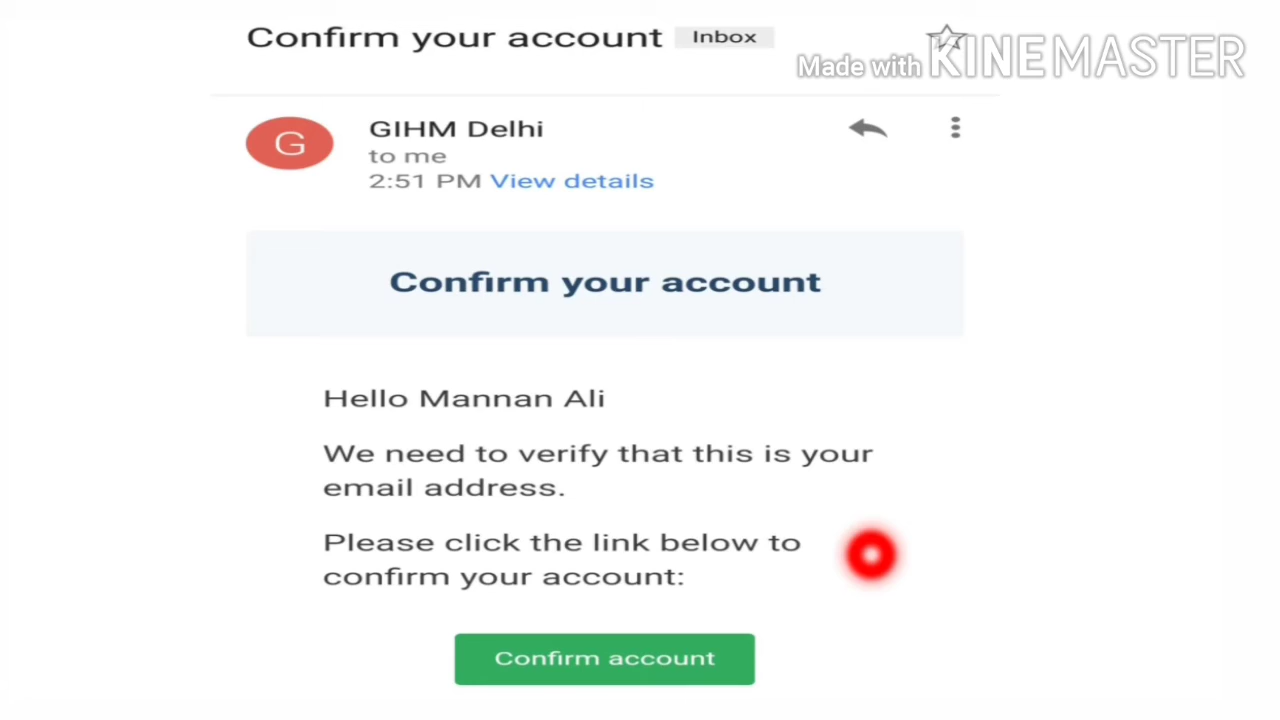 Confirm your account Inbox
Made with KINEMASTER
G
GIHM Delhi
to me
2:51 PM View details
Confirm your account
Hello Mannan Ali
We need to verify that this is your
email address.
Please click the link below to
confirm your account:
Confirm account